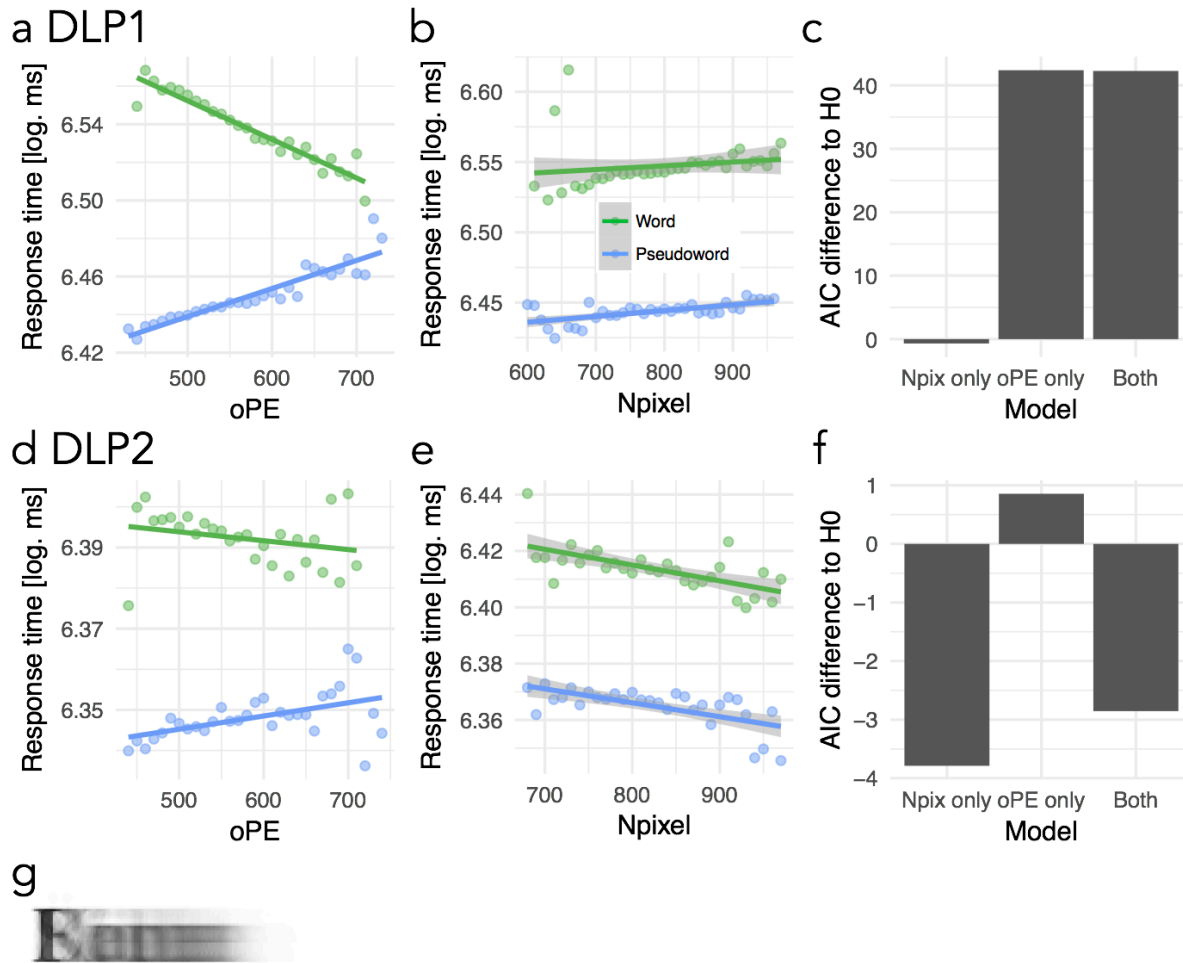 a DLP1
b
c
Response time [log. ms]
6.54
6.50
6.46
6.42
500
600
700
oPE
Response time [log. ms]
6.60
6.55
6.50
6.45
Word
Pseudoword
600
700
800
900
Npixel
AIC difference to H0
40
30
20
10
0
Npix only
oPE only
Both
Model
d DLP2
e
f
Response time [log. ms]
6.39
6.37
6.35
500
600
700
oPE
Response time [log. ms]
6.44
6.42
6.40
6.38
6.36
700
800
900
Npixel
AIC difference to H0
1
0
−1
−2
−3
−4
Npix only
oPE only
Both
Model
g